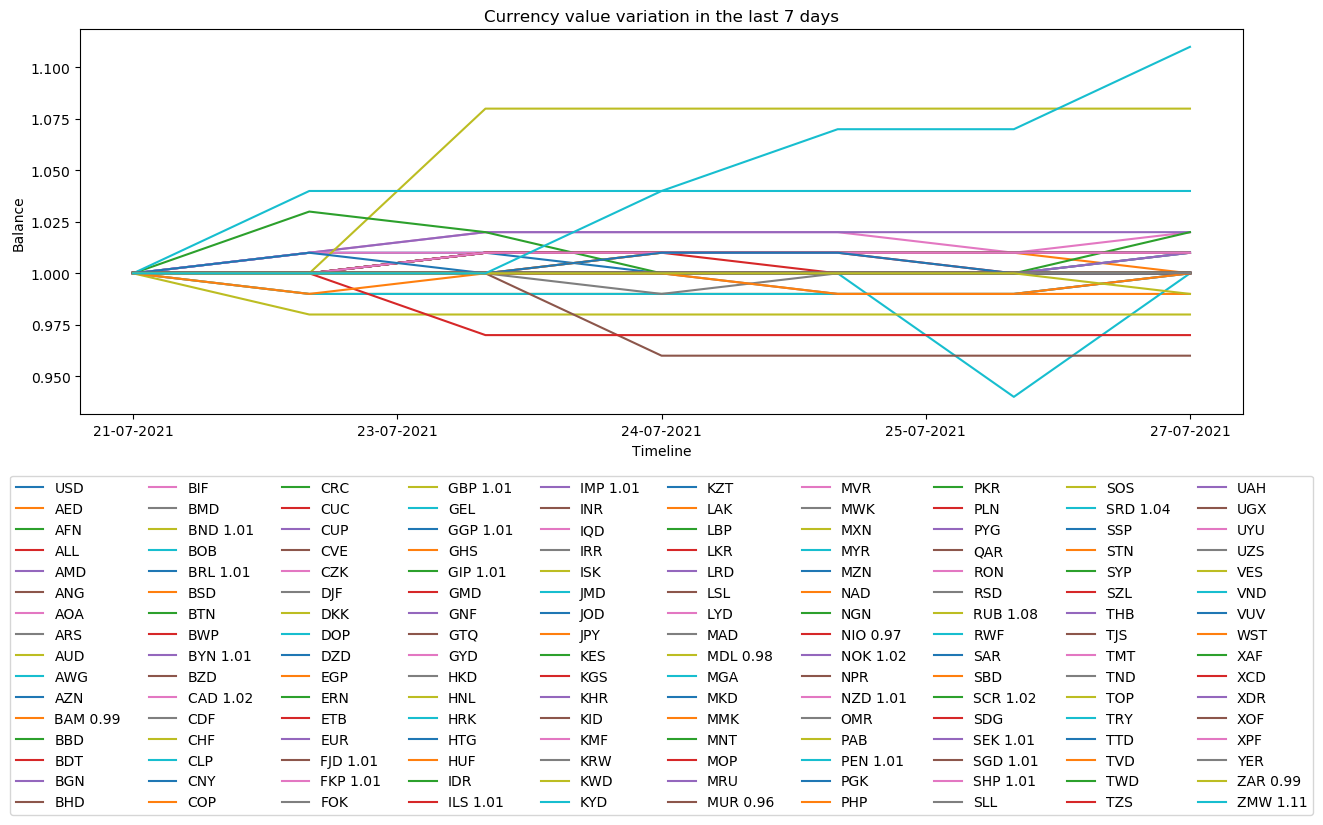 Currency value variation in the last 7 days
1.100
1.075
1.050
1.025
1.000
0.975
0.950
Balance
21-07-2021 23-07-2021 24-07-2021 25-07-2021 27-07-2021
Timeline
USD BIF CRC GBP 1.01 IMP 1.01 KZT MVR PKR SOS UAH
AED BMD CUC GEL INR LAK MWK PLN SRD 1.04 UGX
AFN BND 1.01 CUP GGP 1.01 IQD LBP MXN PYG SSP UYU
ALL BOB CVE GHS IRR LKR MYR QAR STN UZS
AMD BRL 1.01 CZK GIP 1.01 ISK LRD MZN RON SYP VES
ANG BSD DJF GMD JMD LSL NAD RSD SZL VND
AOA BTN DKK GNF JOD LYD NGN RUB 1.08 THB VUV
ARS BWP DOP GTQ JPY MAD NIO 0.97 RWF TJS WST
AUD BYN 1.01 DZD GYD KES MDL 0.98 NOK 1.02 SAR TMT XAF
AWG BZD EGP HKD KGS MGA NPR SBD TND XCD
AZN CAD 1.02 ERN HNL KHR MKD NZD 1.01 SCR 1.02 TOP XDR
BAM 0.99 CDF ETB HRK KID MMK OMR SDG TRY XOF
BBD CHF EUR HTG KMF MNT PAB SEK 1.01 TTD XPF
BDT CLP FJD 1.01 HUF KRW MOP PEN 1.01 SGD 1.01 TVD YER
BGN CNY FKP 1.01 IDR KWD MRU PGK SHP 1.01 TWD ZAR 0.99
BHD COP FOK ILS 1.01 KYD MUR 0.96 PHP SLL TZS ZMW 1.11